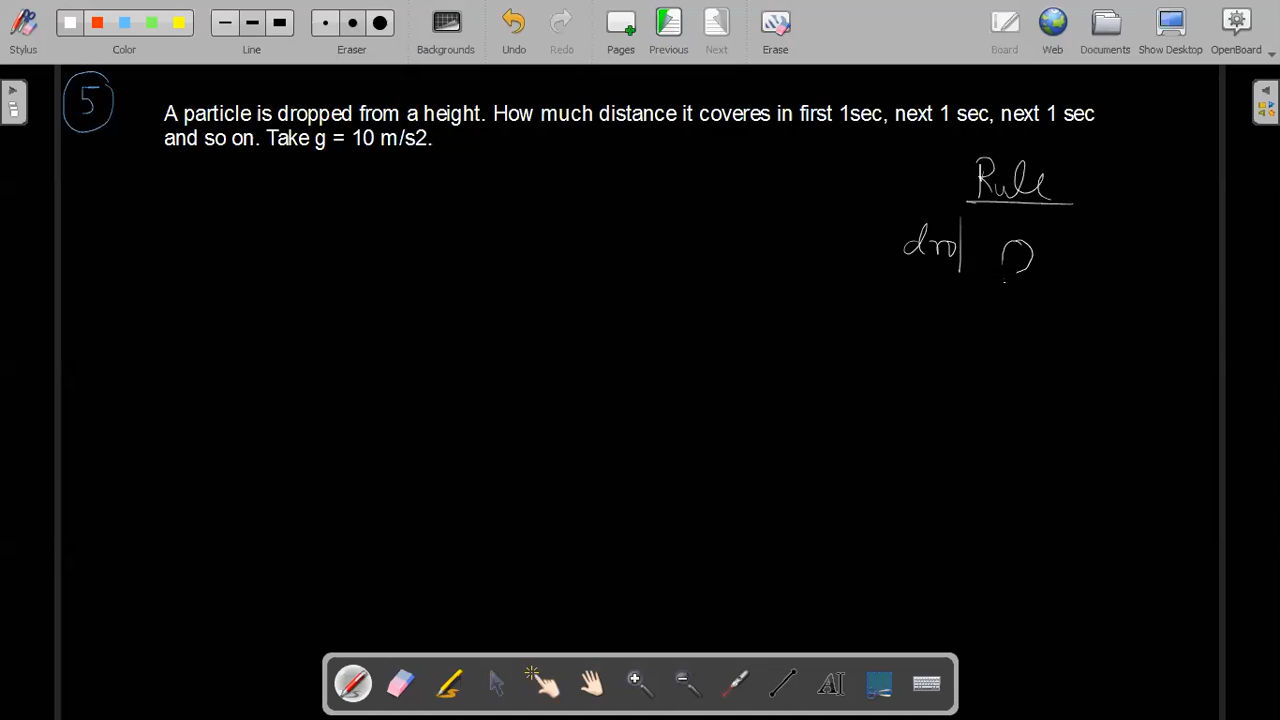 Stylus
Color
Line
Eraser
Backgrounds
Undo
Redo
Pages
Previous
Next
Erase
Board
Web
Documents
Show Desktop
OpenBoard
5
A particle is dropped from a height. How much distance it coveres in first 1sec, next 1 sec, next 1 sec
and so on. Take g = 10 m/s2.
Rule
AI